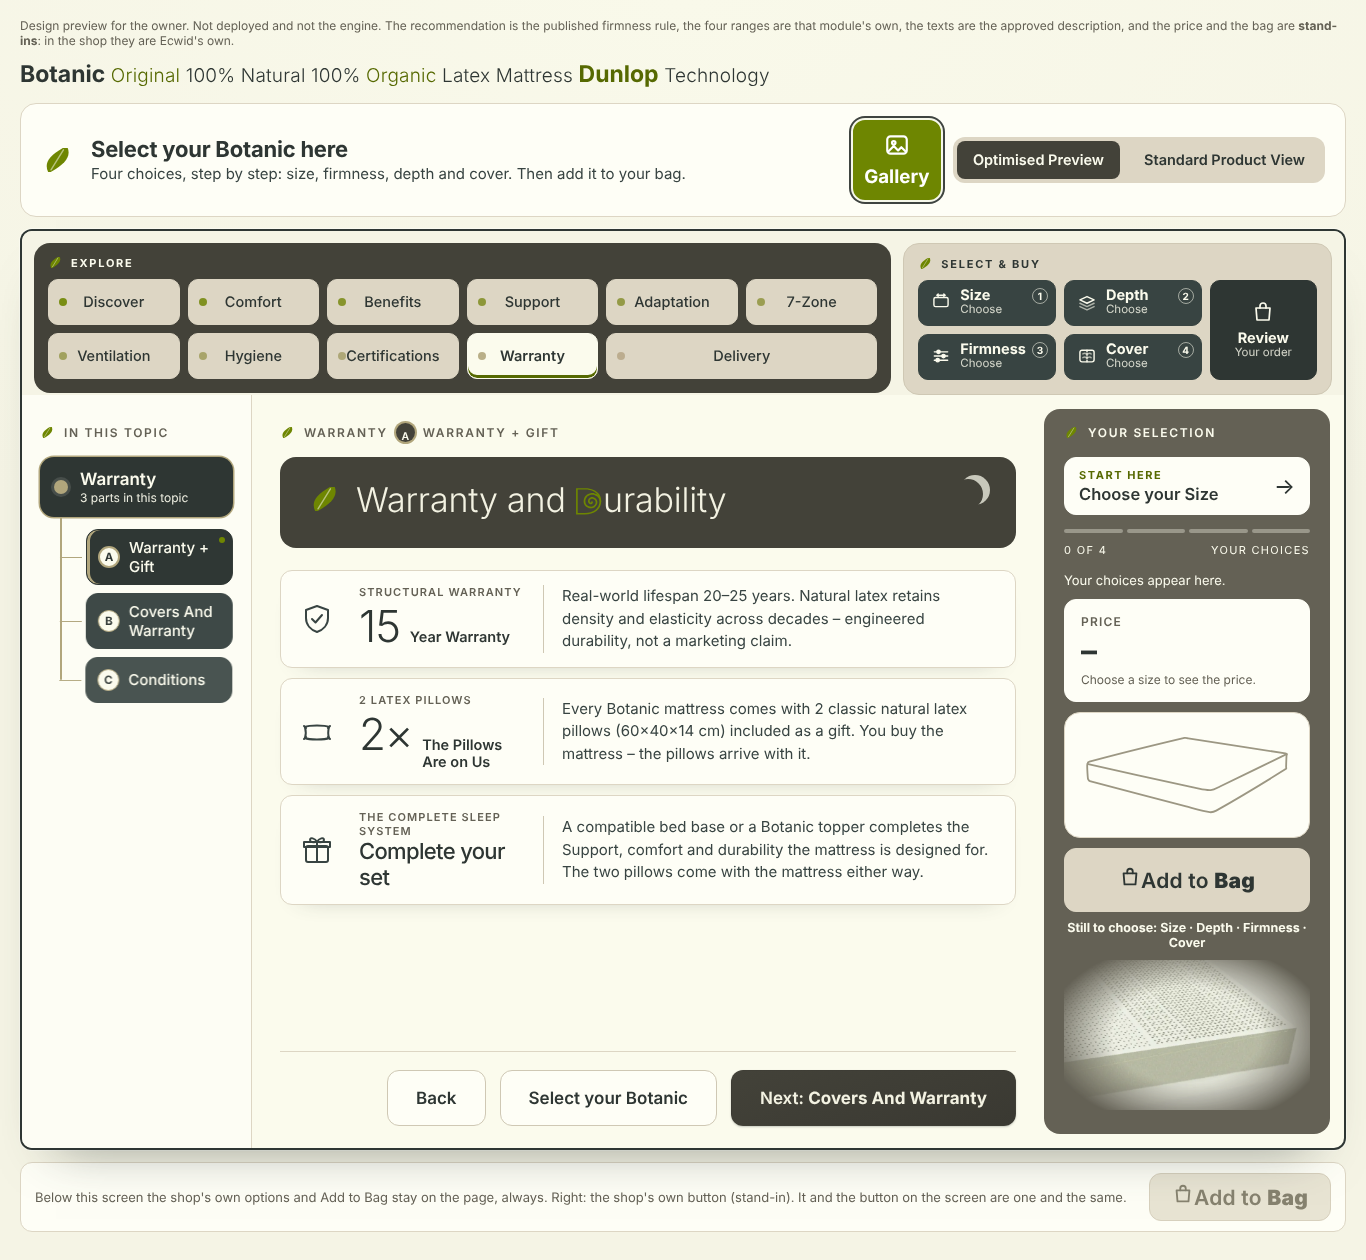 Design preview for the owner. Not deployed and not the engine. The recommendation is the published firmness rule, the four ranges are that module's own, the texts are the approved description, and the price and the bag are stand-
ins: in the shop they are Ecwid's own.
Botanic Original 100% Natural 100% Organic Latex Mattress Dunlop Technology
Select your Botanic here
Four choices, step by step: size, firmness, depth and cover. Then add it to your bag.
Gallery
Optimised Preview
Standard Product View
EXPLORE
Discover
Comfort
Benefits
Support
Adaptation
7-Zone
Ventilation
Hygiene
Certifications
Warranty
Delivery
SELECT & BUY
Size
Choose
1
Depth
Choose
2
Firmness
Choose
3
Cover
Choose
4
Review
Your order
IN THIS TOPIC
Warranty
3 parts in this topic
A
Warranty +
Gift
B
Covers And
Warranty
C
Conditions
WARRANTY A WARRANTY + GIFT
Warranty and Durability
STRUCTURAL WARRANTY
15 Year Warranty
Real-world lifespan 20–25 years. Natural latex retains
density and elasticity across decades – engineered
durability, not a marketing claim.
2 LATEX PILLOWS
2× The Pillows
Are on Us
Every Botanic mattress comes with 2 classic natural latex
pillows (60×40×14 cm) included as a gift. You buy the
mattress – the pillows arrive with it.
THE COMPLETE SLEEP
SYSTEM
Complete your
set
A compatible bed base or a Botanic topper completes the
Support, comfort and durability the mattress is designed for.
The two pillows come with the mattress either way.
Back
Select your Botanic
Next: Covers And Warranty
YOUR SELECTION
START HERE
Choose your Size
0 OF 4
YOUR CHOICES
Your choices appear here.
PRICE
–
Choose a size to see the price.
Add to Bag
Still to choose: Size · Depth · Firmness ·
Cover
Below this screen the shop's own options and Add to Bag stay on the page, always. Right: the shop's own button (stand-in). It and the button on the screen are one and the same.
Add to Bag